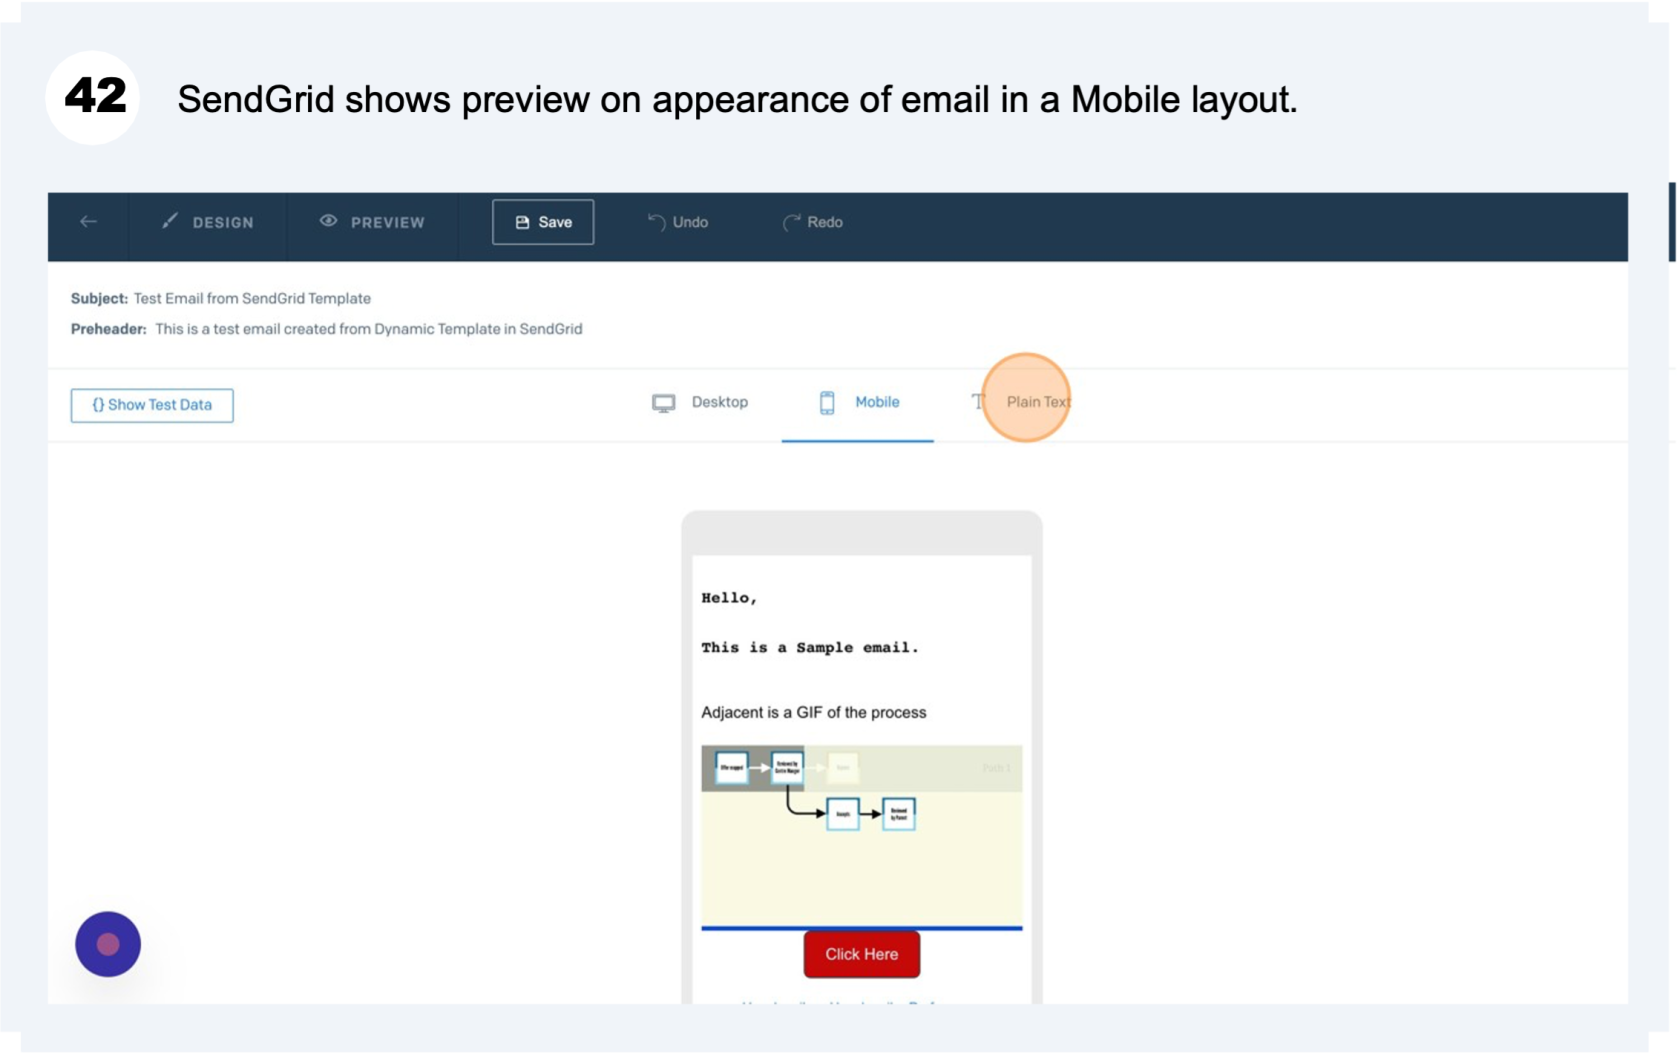 42 SendGrid shows preview on appearance of email in a Mobile layout.
DESIGN PREVIEW Save Undo Redo
Subject: Test Email from SendGrid Template
Preheader: This is a test email created from Dynamic Template in SendGrid
{} Show Test Data Desktop Mobile Plain Text
Hello,
This is a Sample email.
Adjacent is a GIF of the process
Click Here